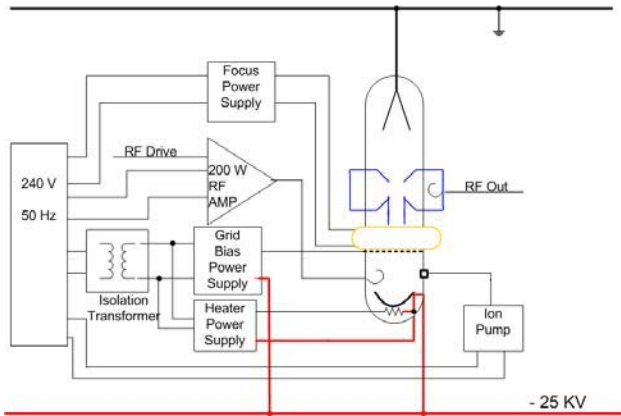 Focus
Power
Supply
RF Drive
200 W
RF
AMP
240 V
50 Hz
RF Out
Grid
Bias
Power
Supply
Isolation
Transformer
Heater
Power
Supply
Ion
Pump
- 25 KV